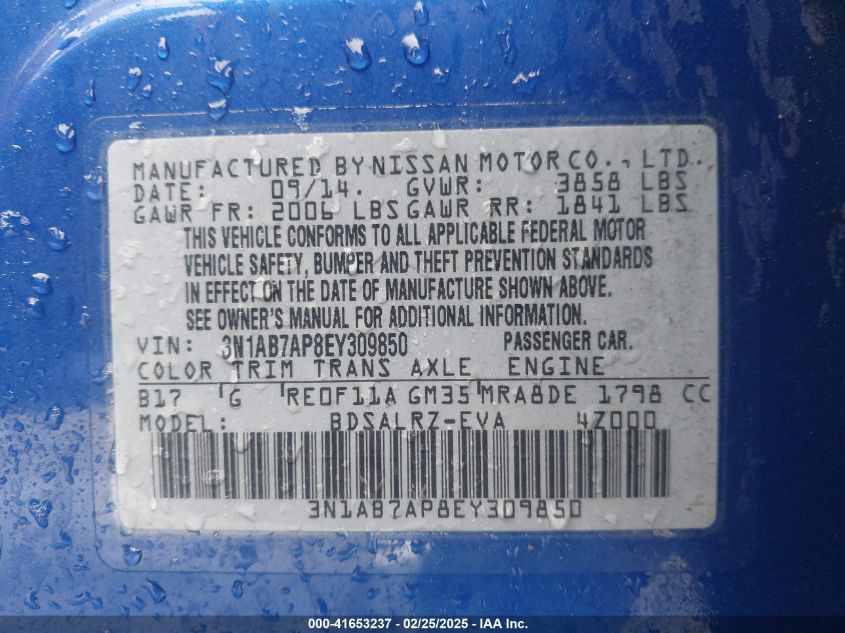 MANUFACTURED BY NISSAN MOTOR CO., LTD.
DATE: 09/14. GVWR: 3858 LBS
GAWR FR: 2006 LBS GAWR RR: 1841 LBS
THIS VEHICLE CONFORMS TO ALL APPLICABLE FEDERAL MOTOR
VEHICLE SAFETY, BUMPER AND THEFT PREVENTION STANDARDS
IN EFFECT ON THE DATE OF MANUFACTURE SHOWN ABOVE.
SEE OWNER'S MANUAL FOR ADDITIONAL INFORMATION.
VIN: 3N1AB7AP8EY309850 PASSENGER CAR.
COLOR TRIM TRANS AXLE ENGINE
B17 G RE0F11A GM35 MRA8DE 1798 CC
MODEL: BDSALRZ-EVA 4Z000
3N1AB7AP8EY309850
000-41653237 - 02/25/2025 - IAA Inc.